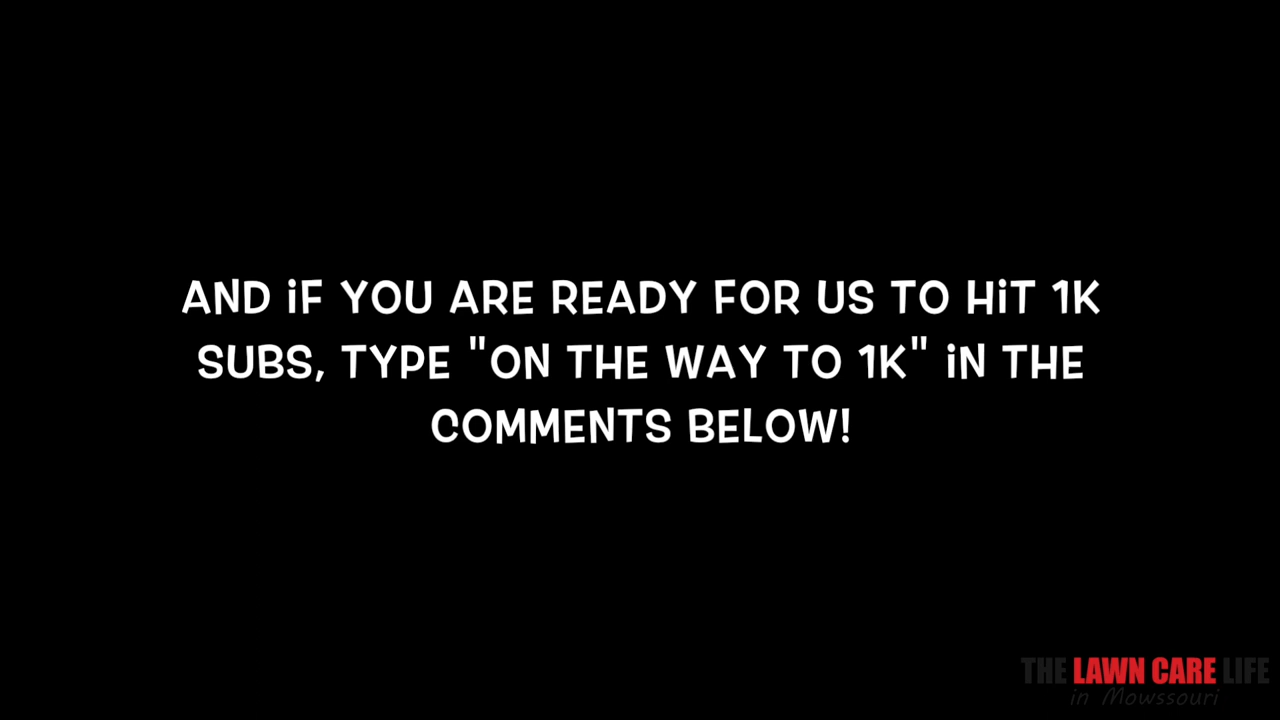 AND iF YOU ARE READY FOR US TO HiT 1K
SUBS, TYPE "ON THE WAY TO 1K" iN THE
COMMENTS BELOW!
THE LAWN CARE LIFE
in Mowssouri